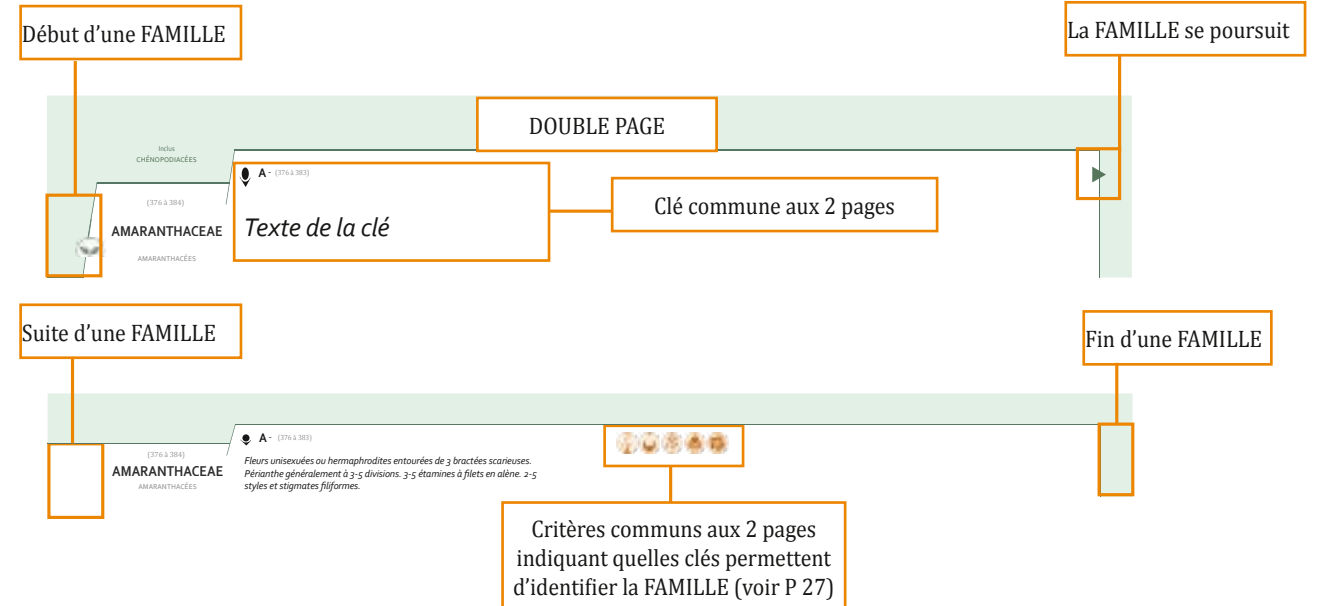 Début d’une FAMILLE
La FAMILLE se poursuit
DOUBLE PAGE
Inclus
CHÉNOPODIACÉES
A - (376 à 383)
(376 à 384)
AMARANTHACEAE
AMARANTHACÉES
Texte de la clé
Clé commune aux 2 pages
Suite d’une FAMILLE
Fin d’une FAMILLE
A - (376 à 383)
(376 à 384)
AMARANTHACEAE
AMARANTHACÉES
Fleurs unisexuées ou hermaphrodites entourées de 3 bractées scarieuses.
Périanthe généralement à 3-5 divisions. 3-5 étamines à filets en alène. 2-5
styles et stigmates filiformes.
Critères communs aux 2 pages
indiquant quelles clés permettent
d’identifier la FAMILLE (voir P 27)